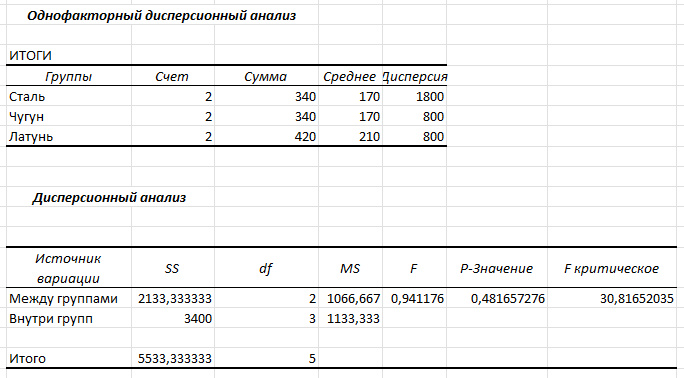 Однофакторный дисперсионный анализ
ИТОГИ
Группы Счет Сумма Среднее Дисперсия
Сталь 2 340 170 1800
Чугун 2 340 170 800
Латунь 2 420 210 800
Дисперсионный анализ
Источник вариации SS df MS F P-Значение F критическое
Между группами 2133,333333 2 1066,667 0,941176 0,481657276 30,81652035
Внутри групп 3400 3 1133,333
Итого 5533,333333 5